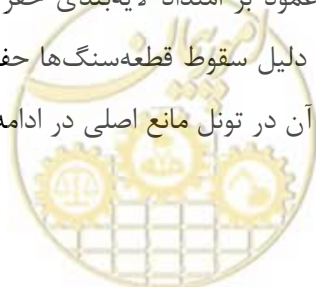 عمود بر امتداد لایه‌بندی حفر
دلیل سقوط قطعه‌سنگ‌ها حف
آن در تونل مانع اصلی در ادامه